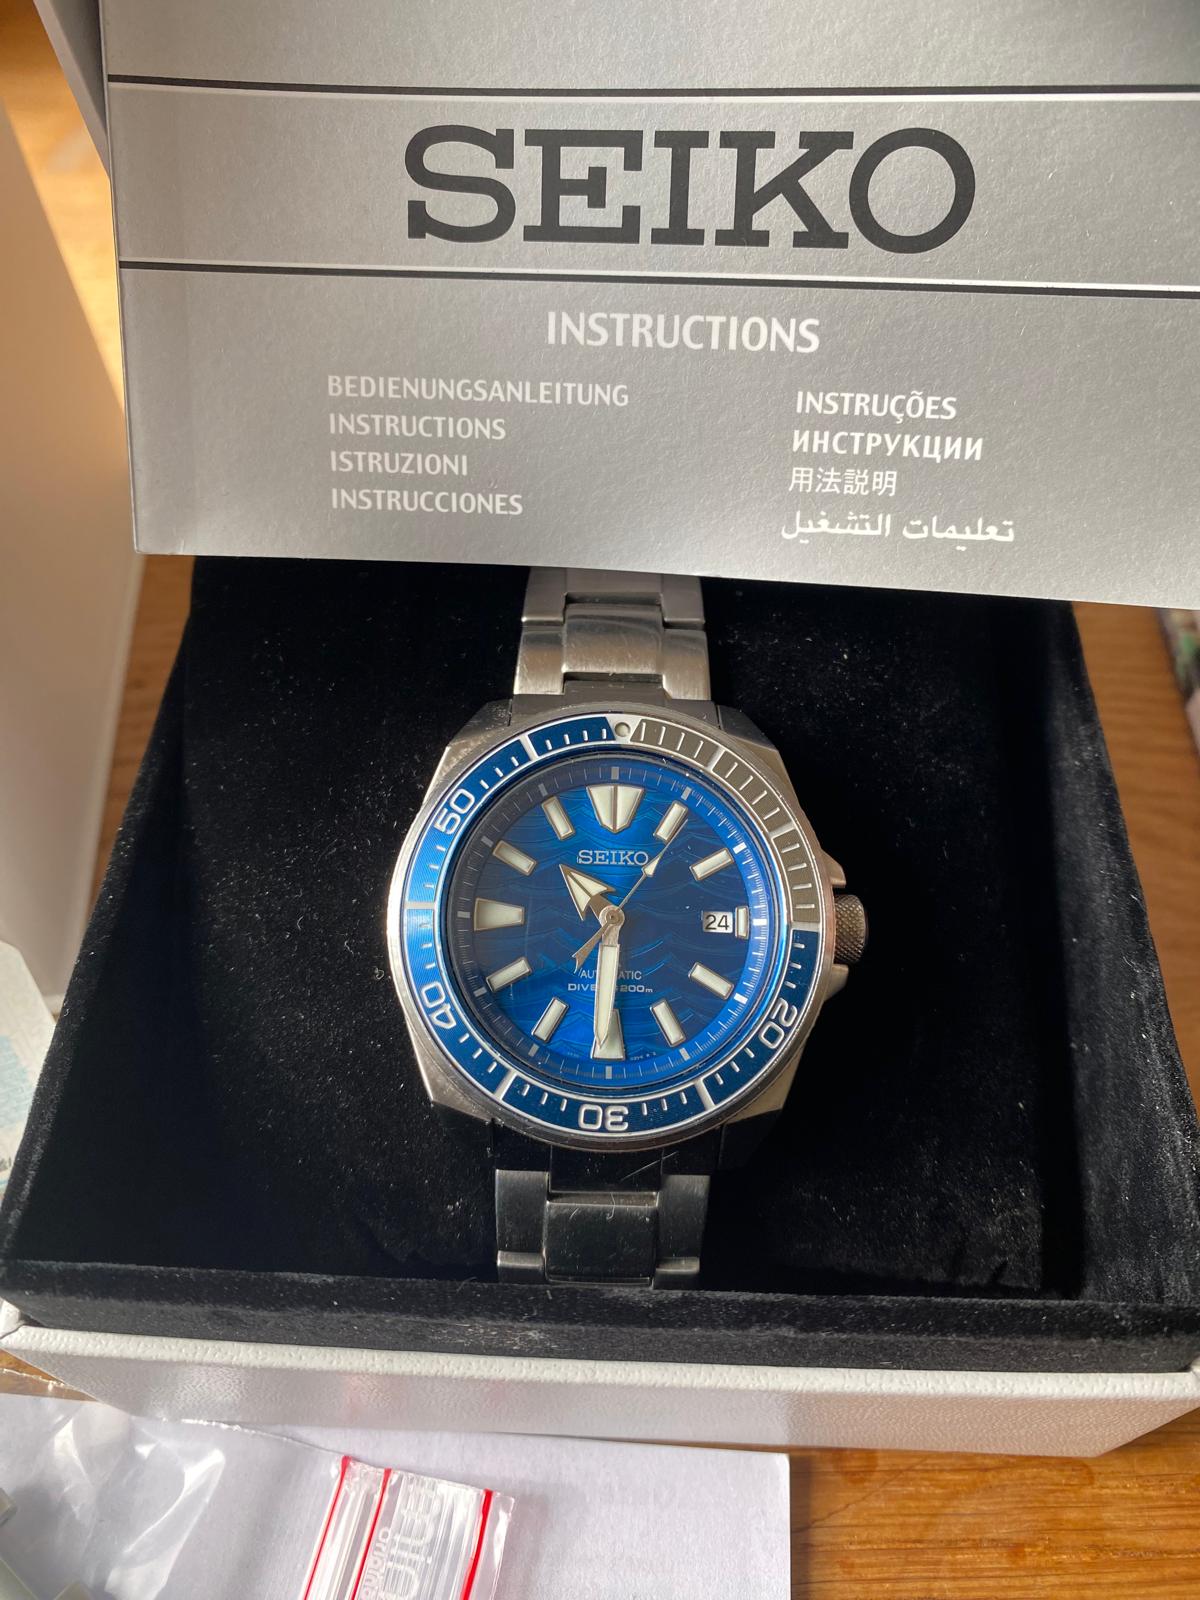 SEIKO
INSTRUCTIONS
BEDIENUNGSANLEITUNG
INSTRUCTIONS
ISTRUZIONI
INSTRUCCIONES
INSTRUÇÕES
ИНСТРУКЦИИ
用法説明
تعليمات التشغيل
50
40
30
20
SEIKO
24
200m